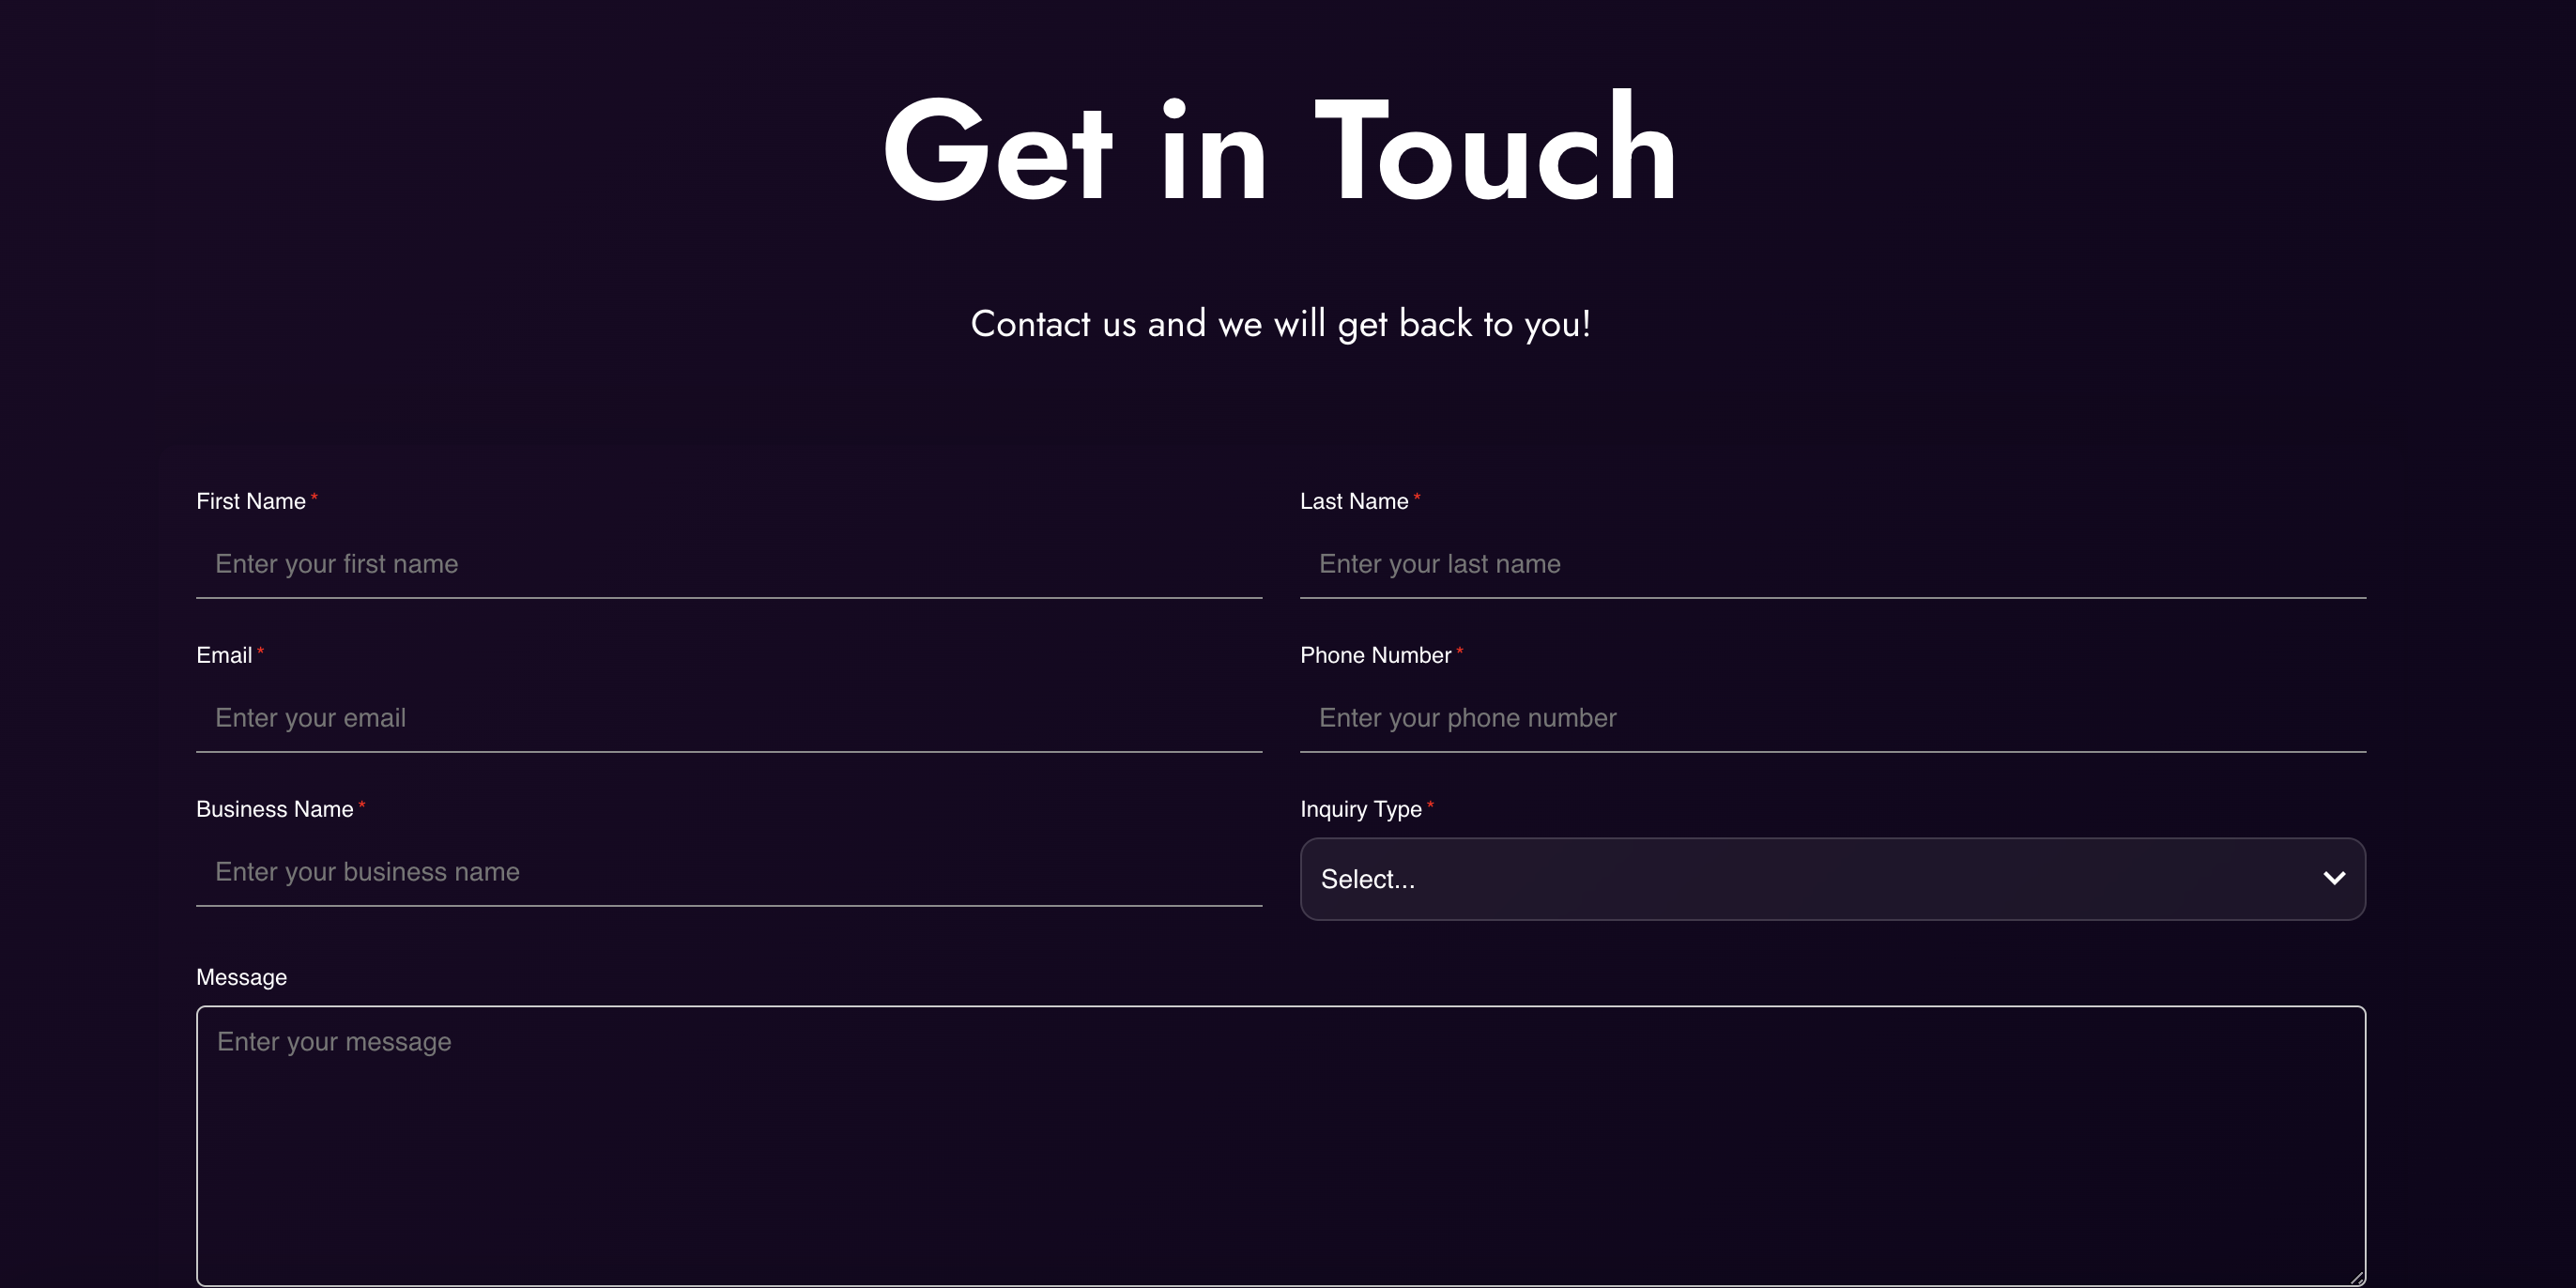 Get in Touch
Contact us and we will get back to you!
First Name *
Last Name *
Enter your first name
Enter your last name
Email *
Phone Number *
Enter your email
Enter your phone number
Business Name *
Inquiry Type *
Enter your business name
Select...
Message
Enter your message